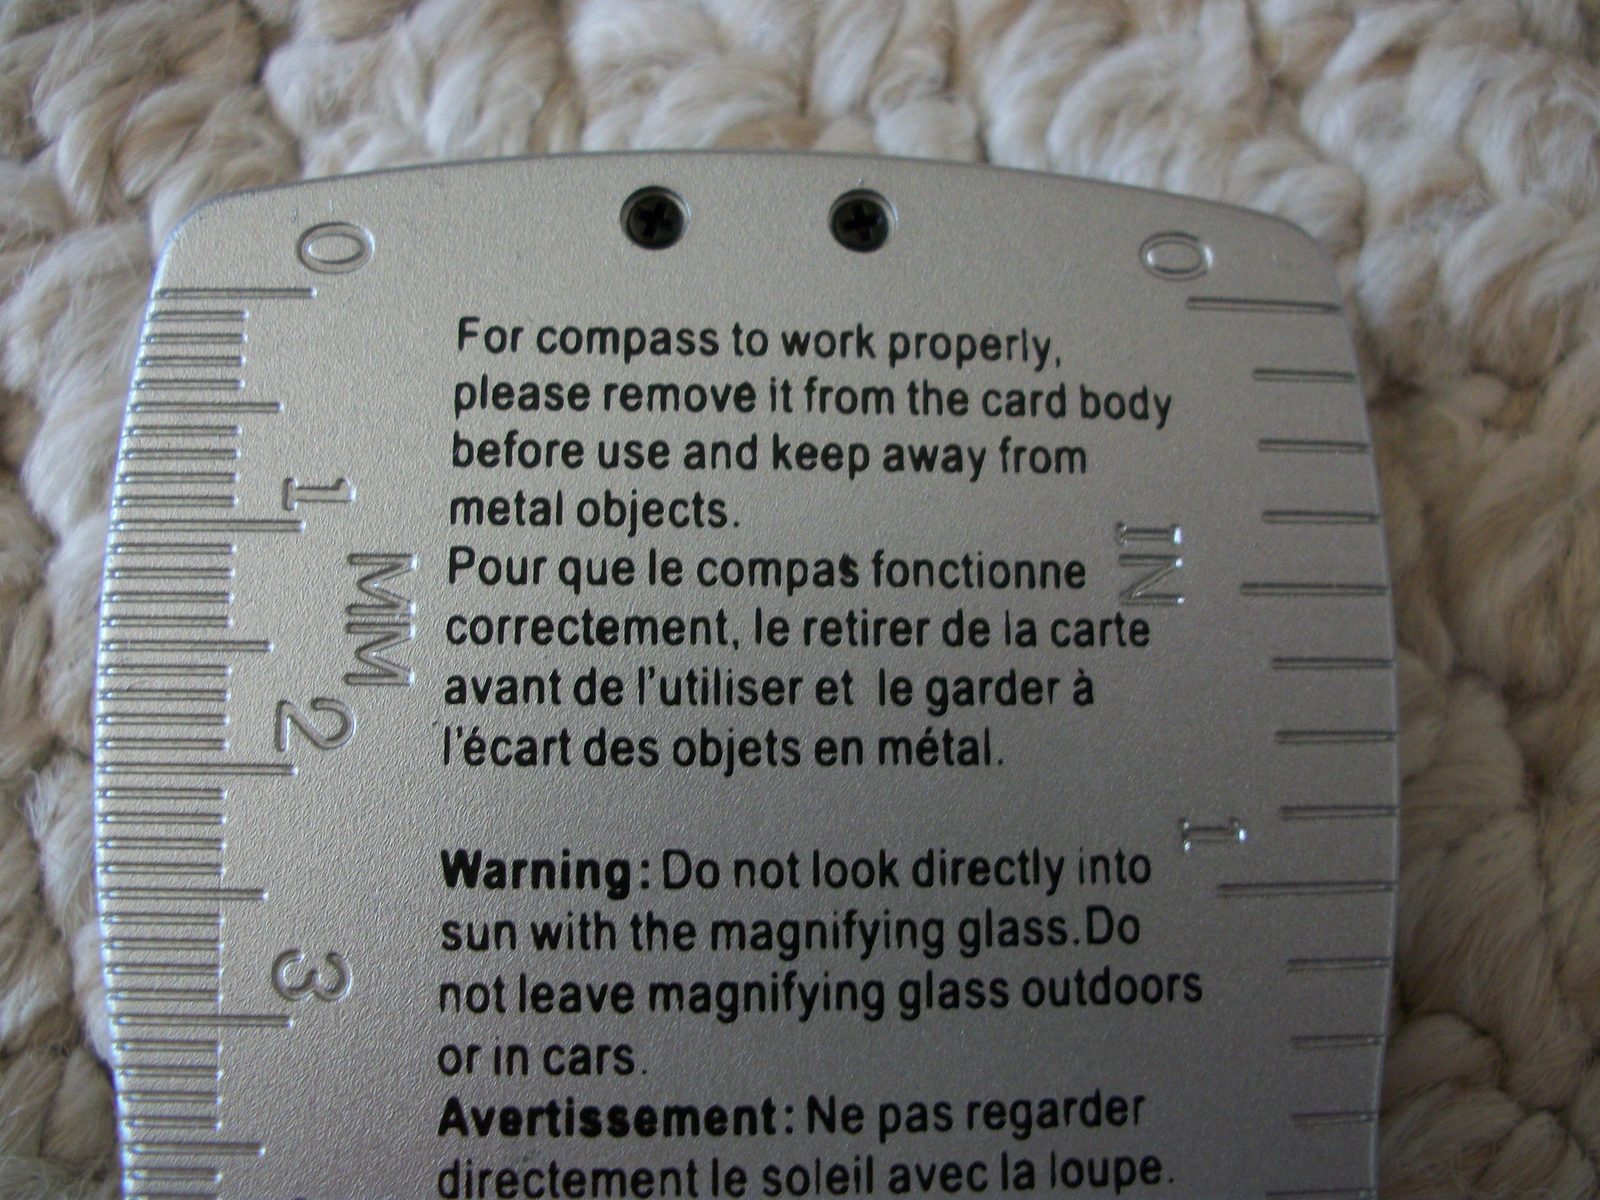 0 0
For compass to work properly,
please remove it from the card body
before use and keep away from
metal objects.
Pour que le compas fonctionne
correctement, le retirer de la carte
avant de l'utiliser et le garder à
l'écart des objets en métal.
Warning: Do not look directly into
sun with the magnifying glass.Do
not leave magnifying glass outdoors
or in cars.
Avertissement: Ne pas regarder
directement le soleil avec la loupe.
1
MM
2
3
IN
1